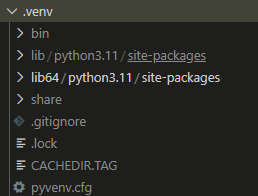 .venv
bin
lib/python3.11/site-packages
lib64/python3.11/site-packages
share
.gitignore
.lock
CACHEDIR.TAG
pyvenv.cfg